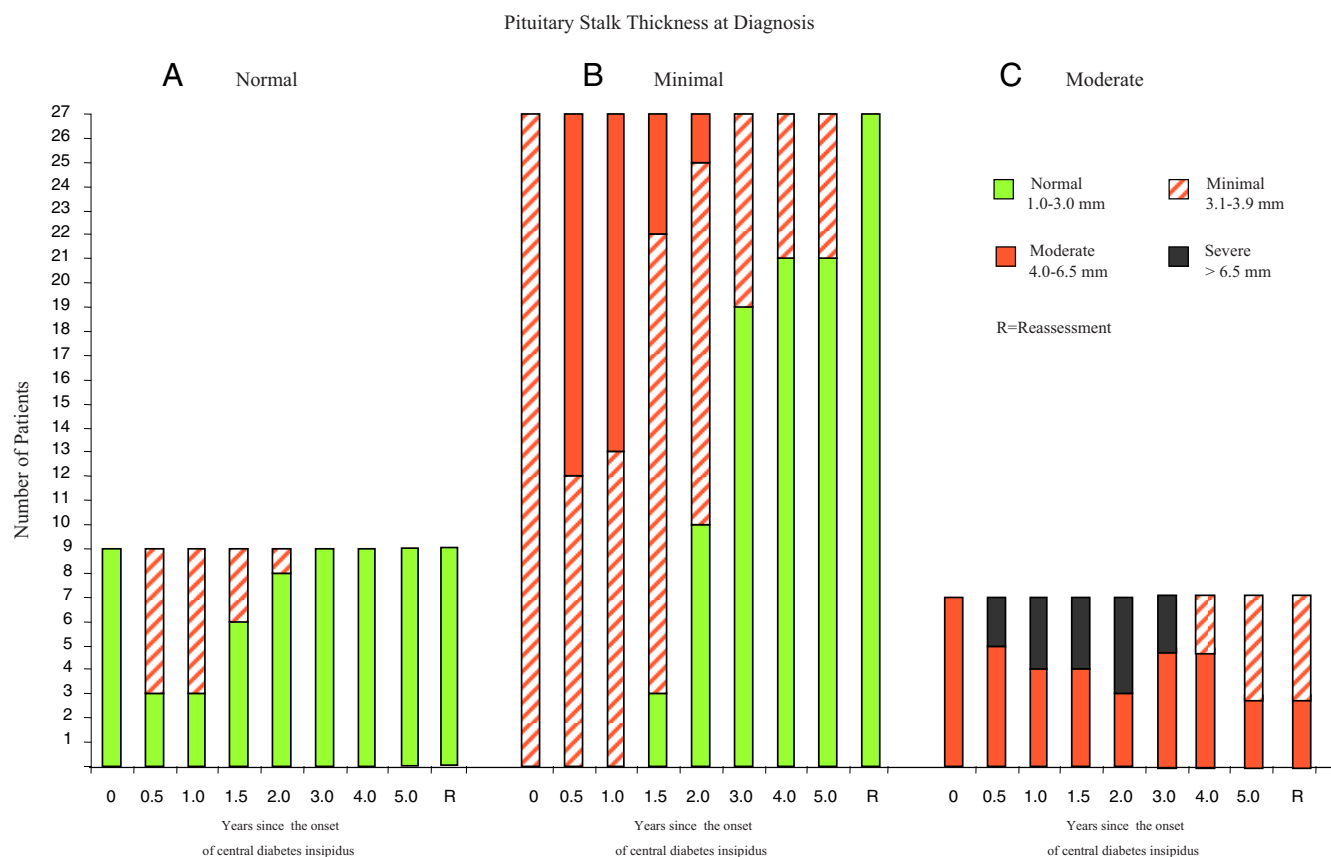 Pituitary Stalk Thickness at Diagnosis
A Normal
B Minimal
C Moderate
Number of Patients
27
26
25
24
23
22
21
20
19
18
17
16
15
14
13
12
11
10
9
8
7
6
5
4
3
2
1
Normal
1.0-3.0 mm
Minimal
3.1-3.9 mm
Moderate
4.0-6.5 mm
Severe
> 6.5 mm
R=Reassessment
0 0.5 1.0 1.5 2.0 3.0 4.0 5.0 R
Years since the onset
of central diabetes insipidus
0 0.5 1.0 1.5 2.0 3.0 4.0 5.0 R
Years since the onset
of central diabetes insipidus
0 0.5 1.0 1.5 2.0 3.0 4.0 5.0 R
Years since the onset
of central diabetes insipidus